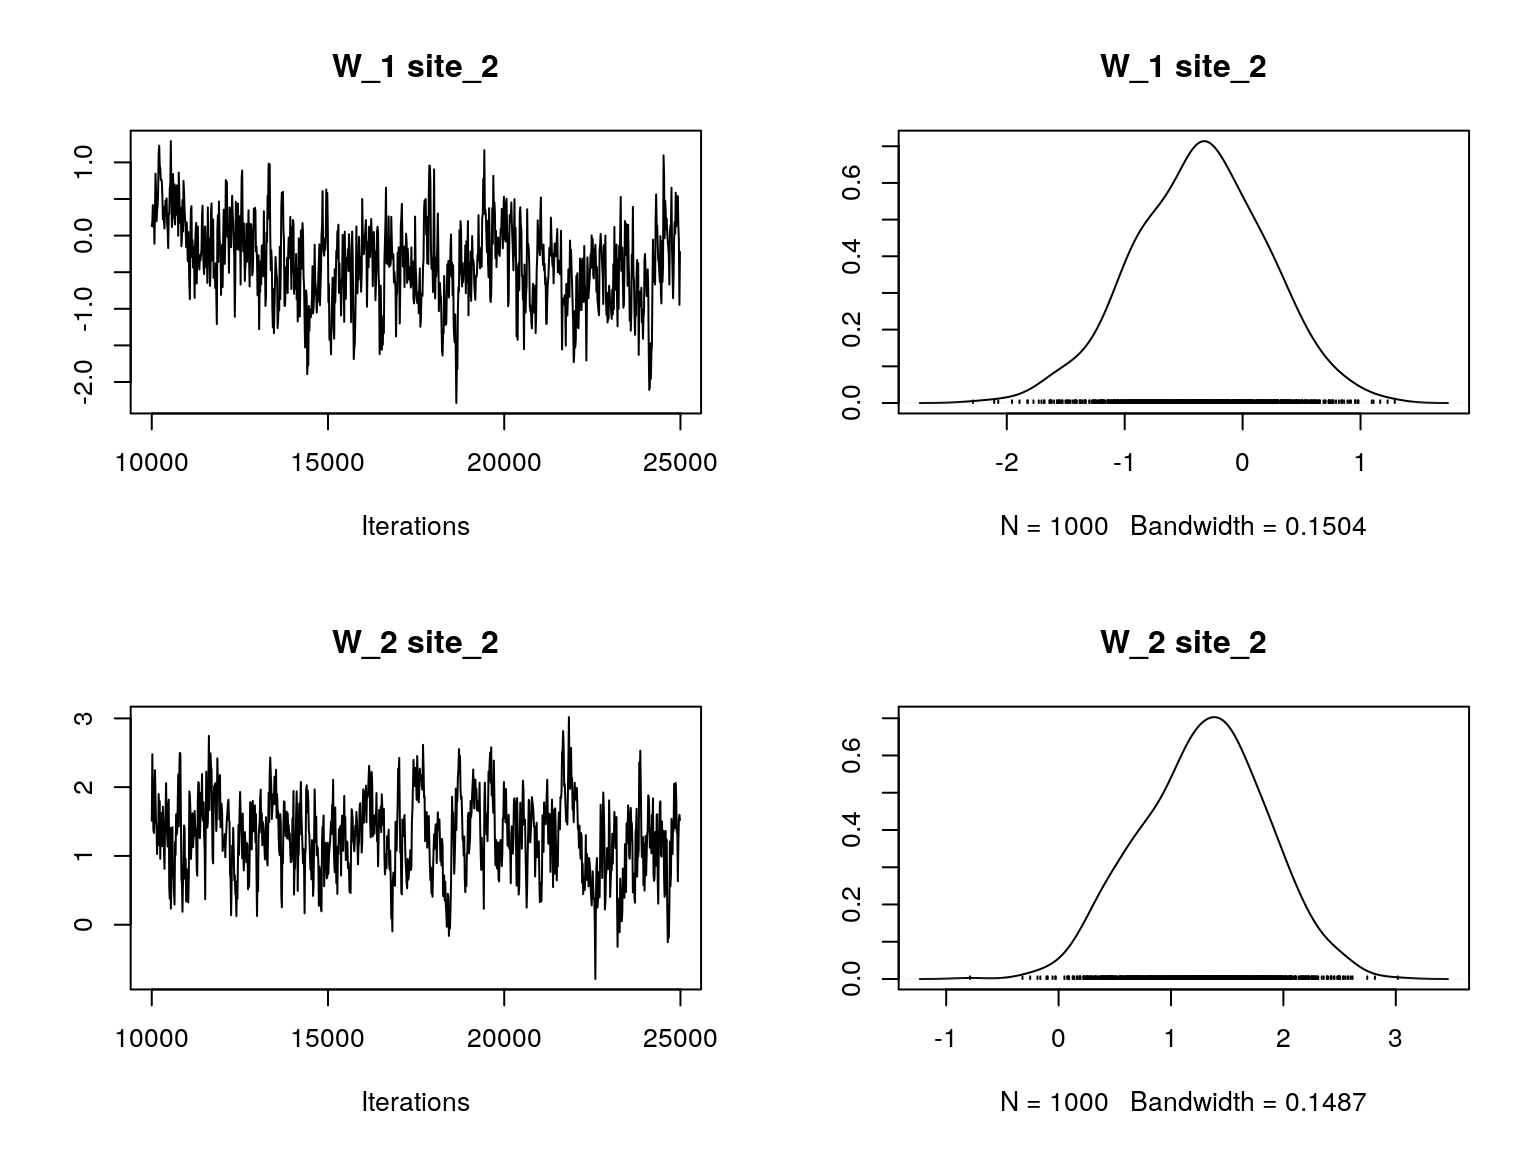 W_1 site_2
1.0
0.0
-1.0
-2.0
10000 15000 20000 25000
Iterations
W_1 site_2
0.6
0.4
0.2
0.0
-2 -1 0 1
N = 1000 Bandwidth = 0.1504
W_2 site_2
3
2
1
0
10000 15000 20000 25000
Iterations
W_2 site_2
0.6
0.4
0.2
0.0
-1 0 1 2 3
N = 1000 Bandwidth = 0.1487